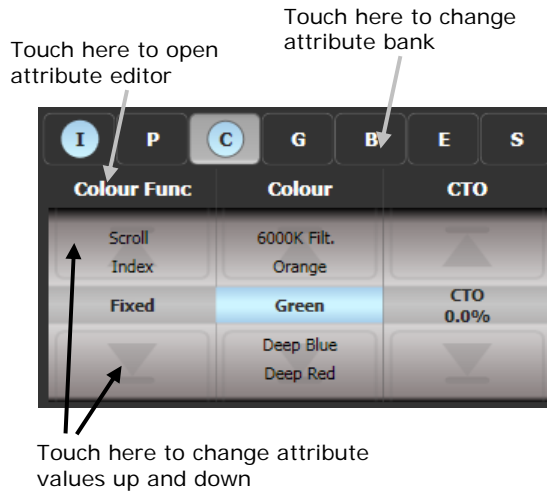 Touch here to change
attribute bank
Touch here to open
attribute editor
I P C G B E S
Colour Func Colour CTO
Scroll 6000K Filt.
Index Orange
Fixed Green CTO
0.0%
Deep Blue
Deep Red
Touch here to change attribute
values up and down